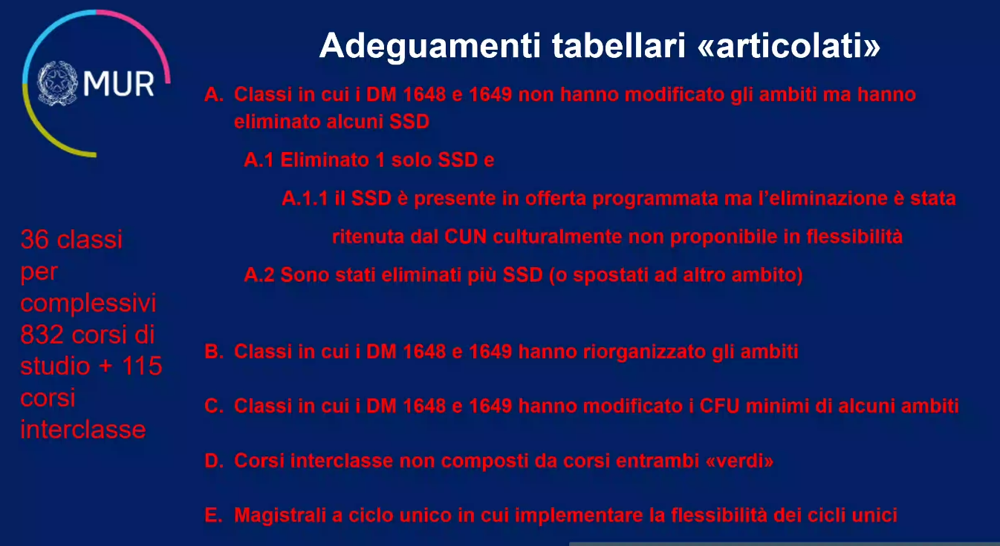 MUR
Adeguamenti tabellari «articolati»
A. Classi in cui i DM 1648 e 1649 non hanno modificato gli ambiti ma hanno
eliminato alcuni SSD
A.1 Eliminato 1 solo SSD e
A.1.1 il SSD è presente in offerta programmata ma l’eliminazione è stata
ritenuta dal CUN culturalmente non proponibile in flessibilità
A.2 Sono stati eliminati più SSD (o spostati ad altro ambito)
B. Classi in cui i DM 1648 e 1649 hanno riorganizzato gli ambiti
C. Classi in cui i DM 1648 e 1649 hanno modificato i CFU minimi di alcuni ambiti
D. Corsi interclasse non composti da corsi entrambi «verdi»
E. Magistrali a ciclo unico in cui implementare la flessibilità dei cicli unici
36 classi
per
complessivi
832 corsi di
studio + 115
corsi
interclasse